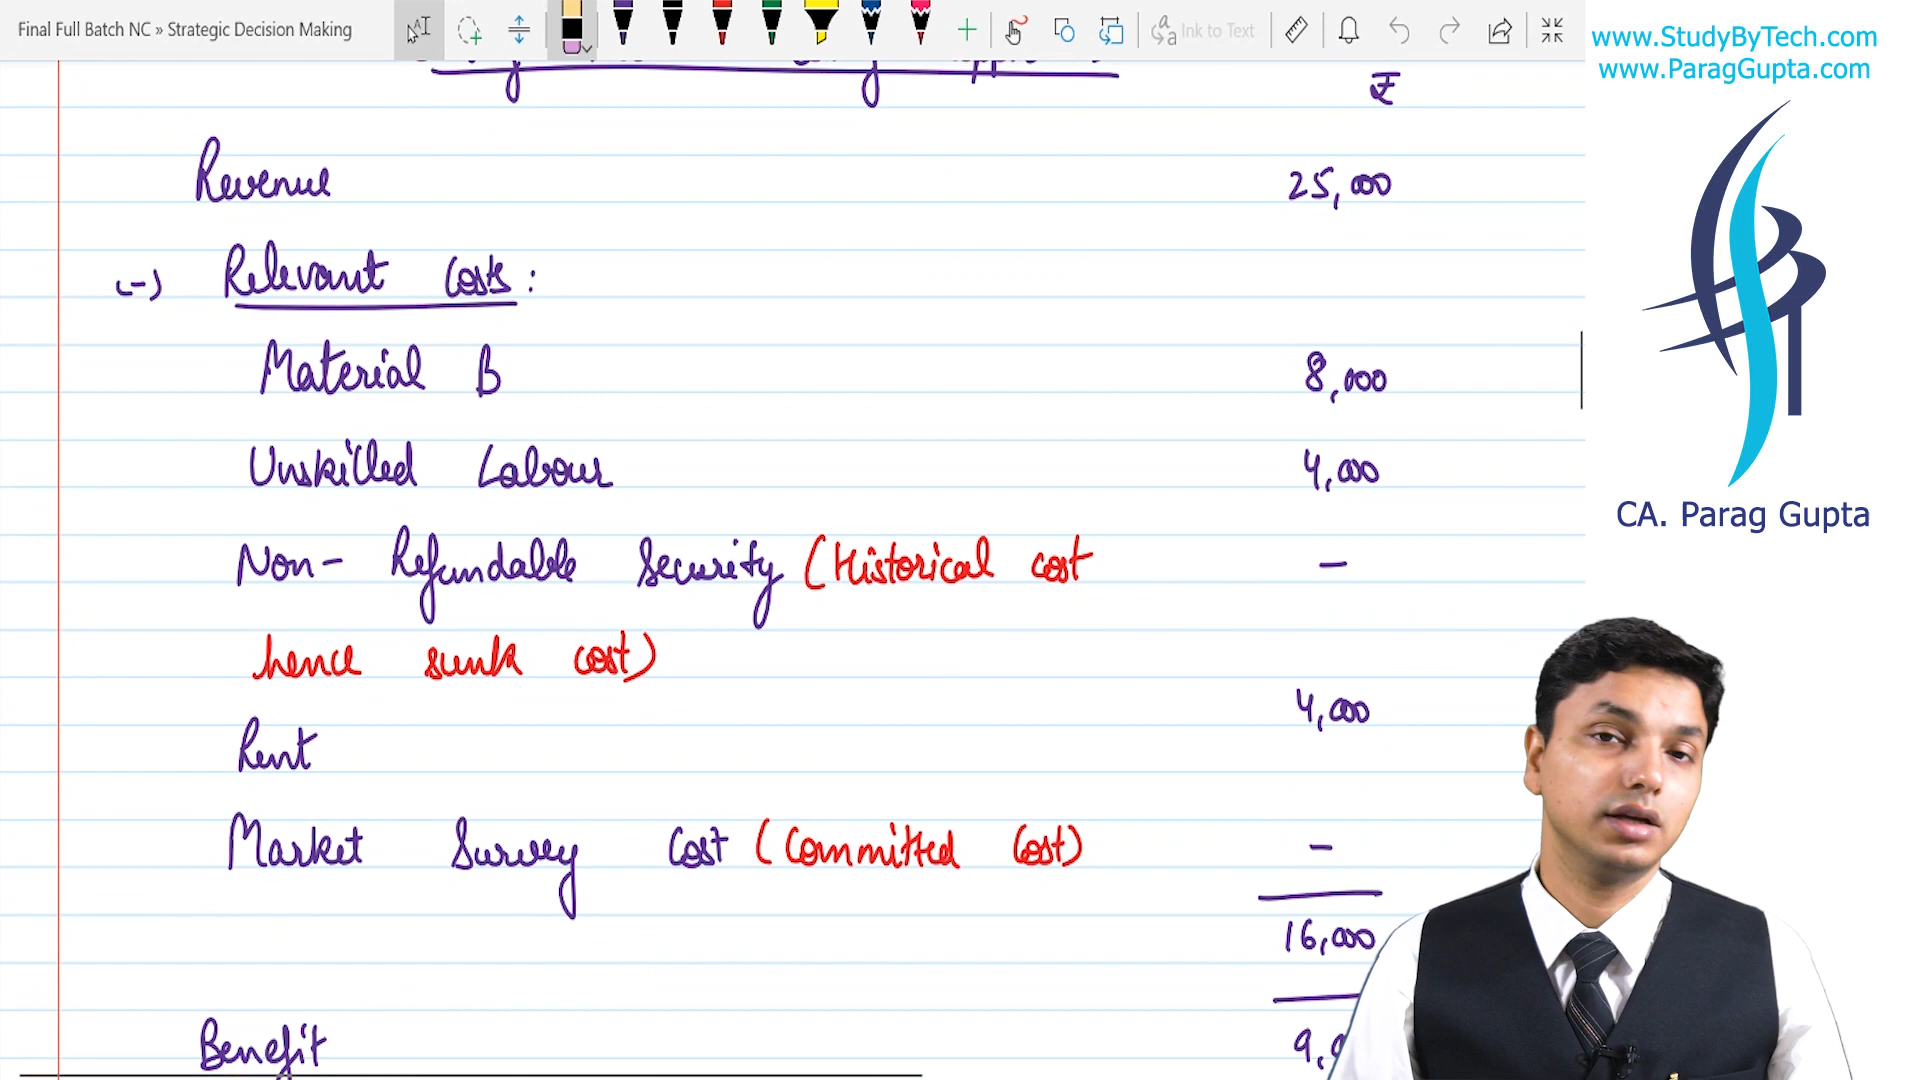 Final Full Batch NC » Strategic Decision Making
Ink to Text
www.StudyByTech.com
www.ParagGupta.com
₹
Revenue 25,000
(-) Relevant Costs:
Material B 8,000
Unskilled Labour 4,000
Non- Refundable Security (Historical cost -
hence sunk cost)
Rent 4,000
Market Survey Cost (Committed Cost) -
16,000
Benefit 9,
CA. Parag Gupta